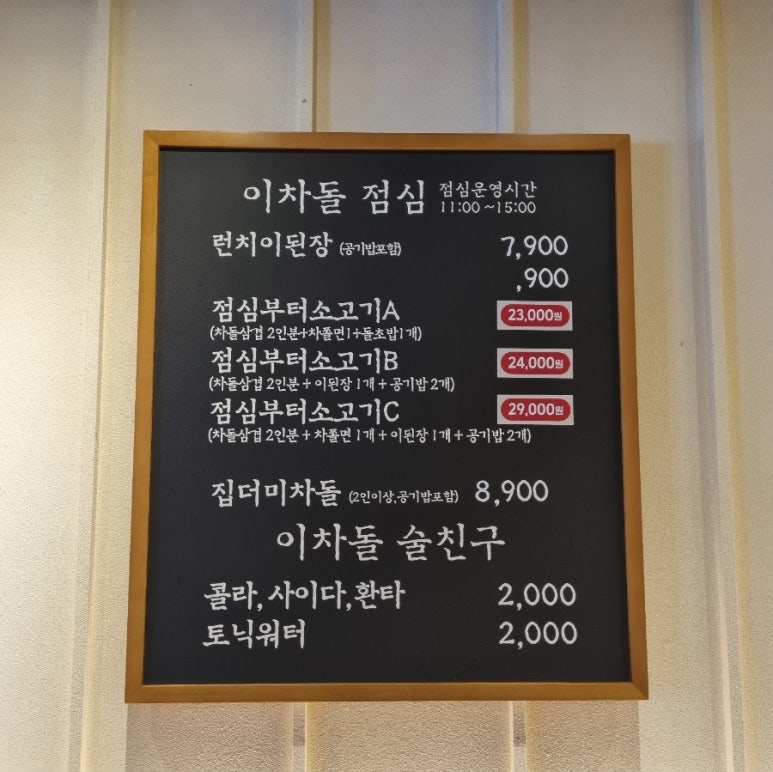 이차돌 점심 점심운영시간 11:00 ~15:00
런치이된장 (공기밥포함) 7,900
,900
점심부터소고기A 23,000원
(차돌삼겹 2인분+차쫄면1+돌초밥1개)
점심부터소고기B 24,000원
(차돌삼겹 2인분 + 이된장 1개 + 공기밥 2개)
점심부터소고기C 29,000원
(차돌삼겹 2인분 + 차쫄면 1개 + 이된장 1개 + 공기밥 2개)
집더미차돌 (2인이상,공기밥포함) 8,900
이차돌 술친구
콜라, 사이다, 환타 2,000
토닉워터 2,000